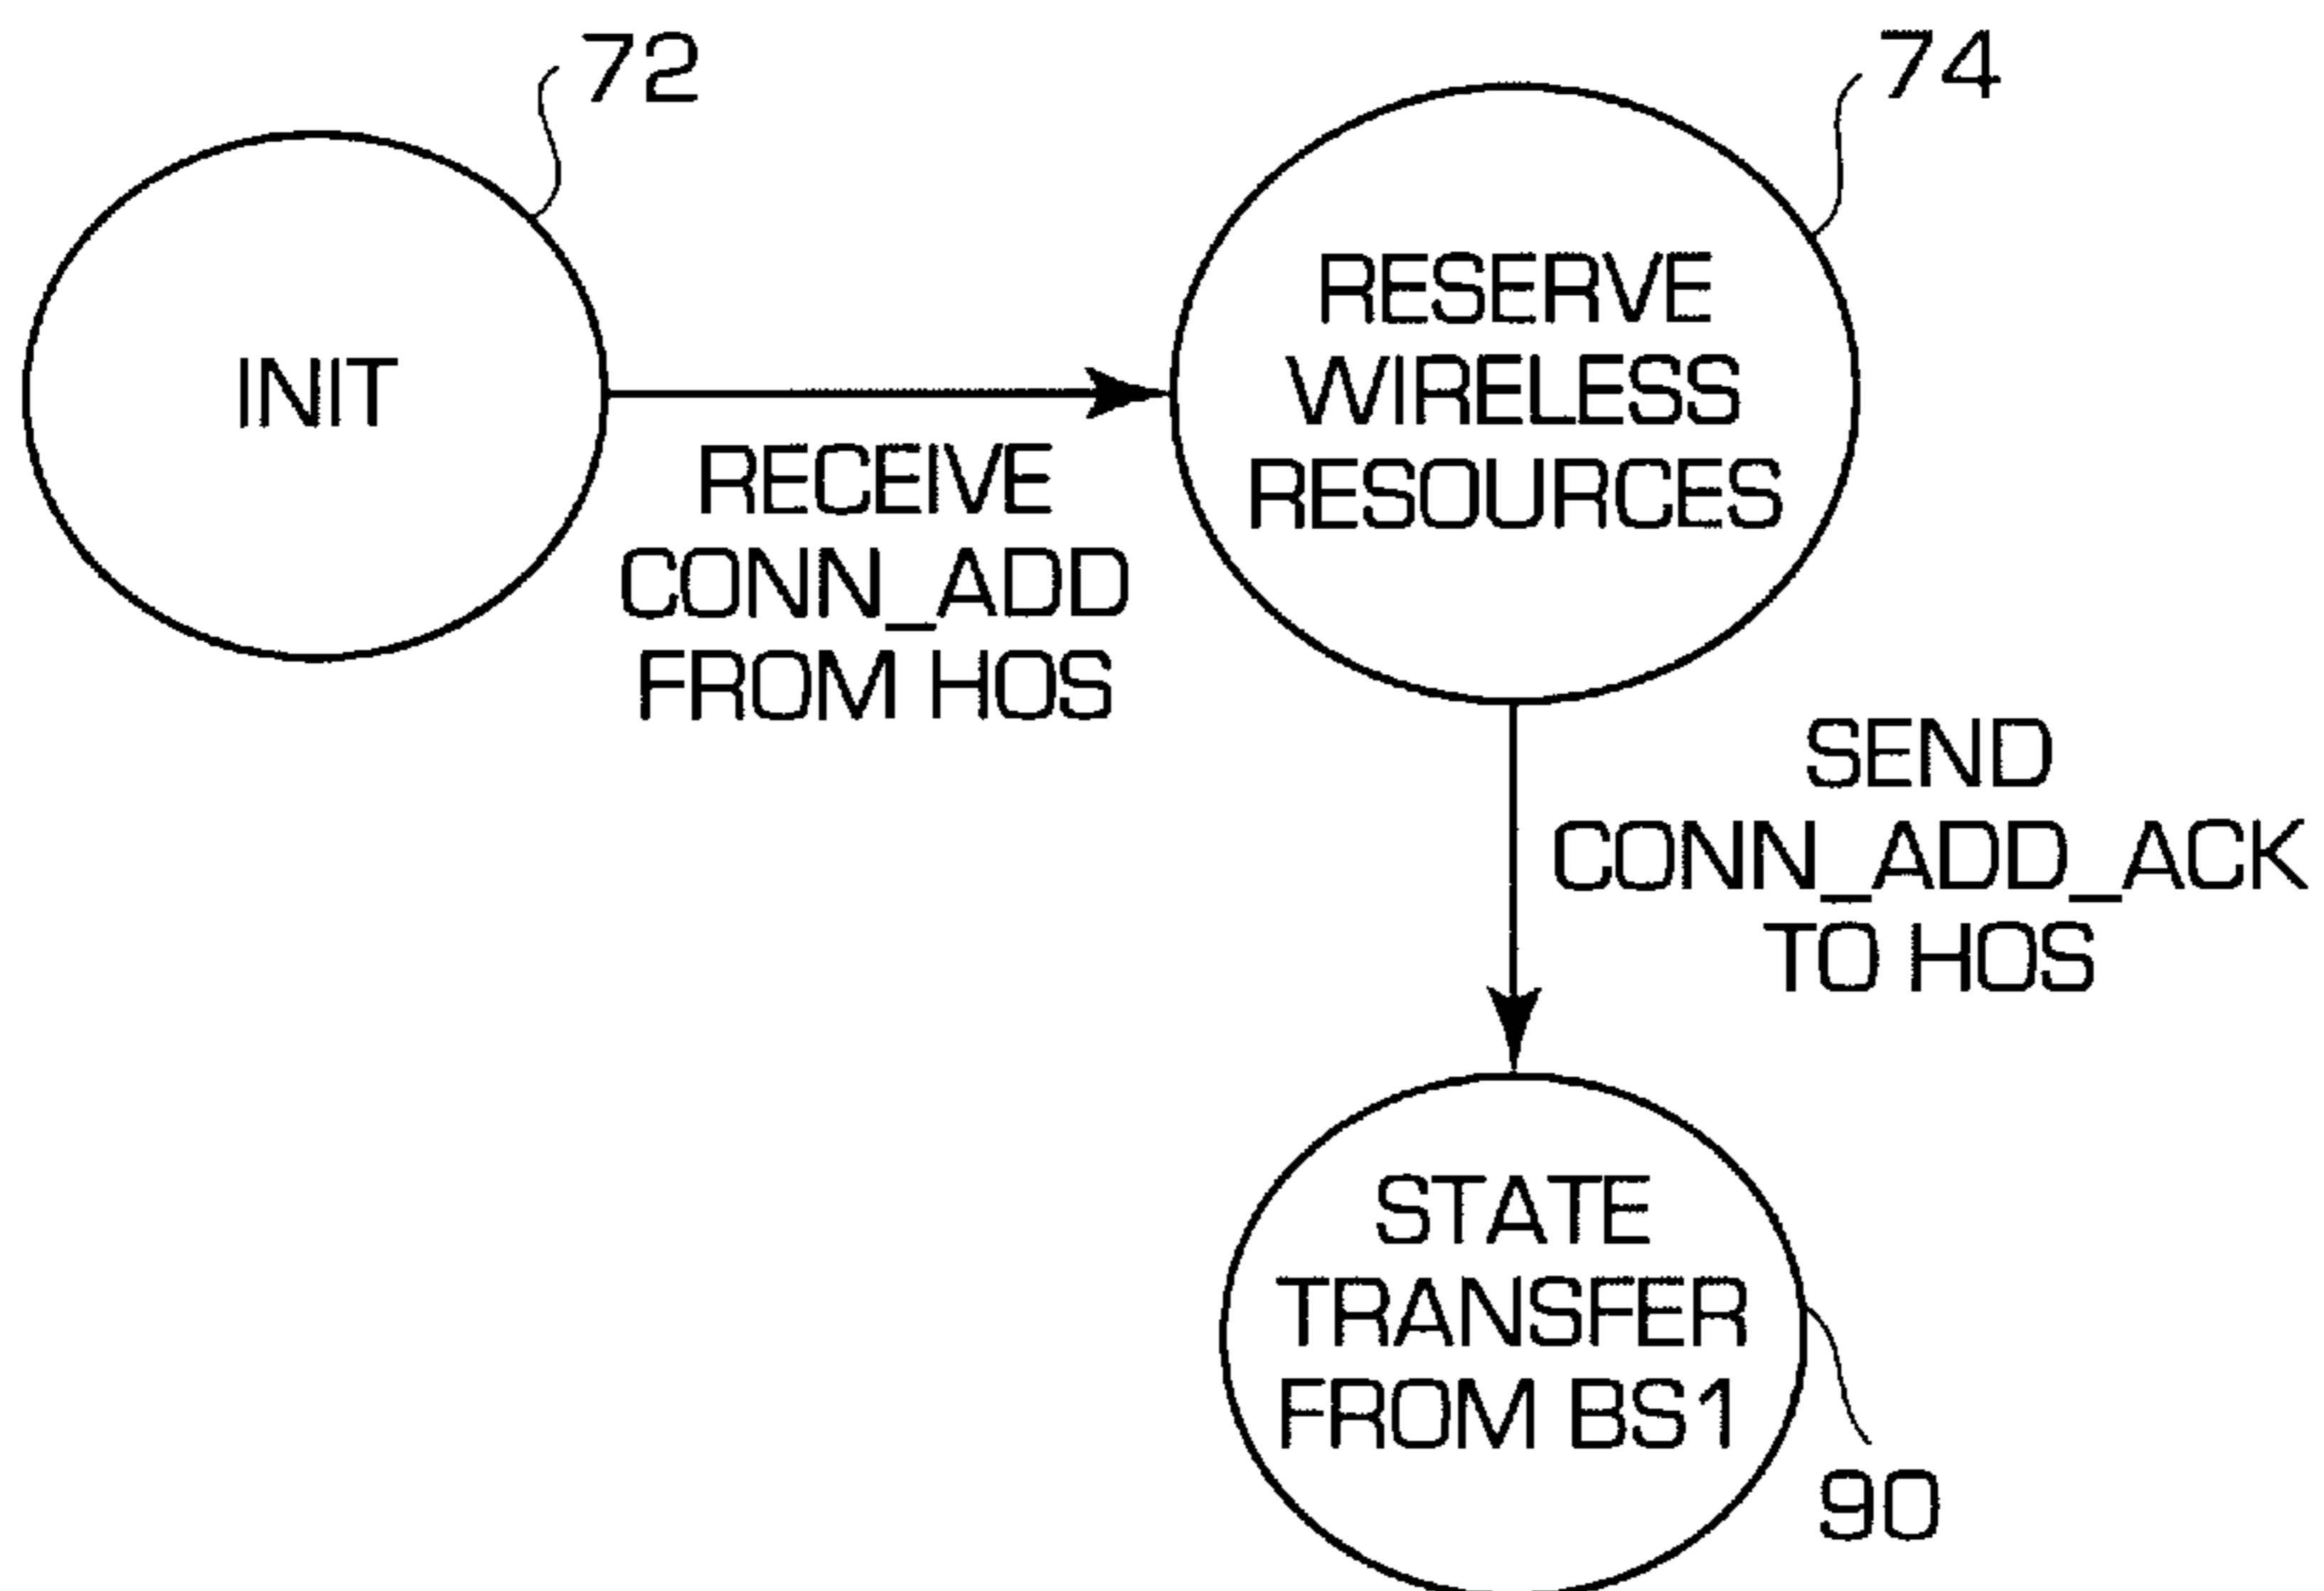 72
74
INIT
RESERVE
WIRELESS
RESOURCES
RECEIVE
CONN_ADD
FROM HOS
SEND
CONN_ADD_ACK
TO HOS
STATE
TRANSFER
FROM BS1
90